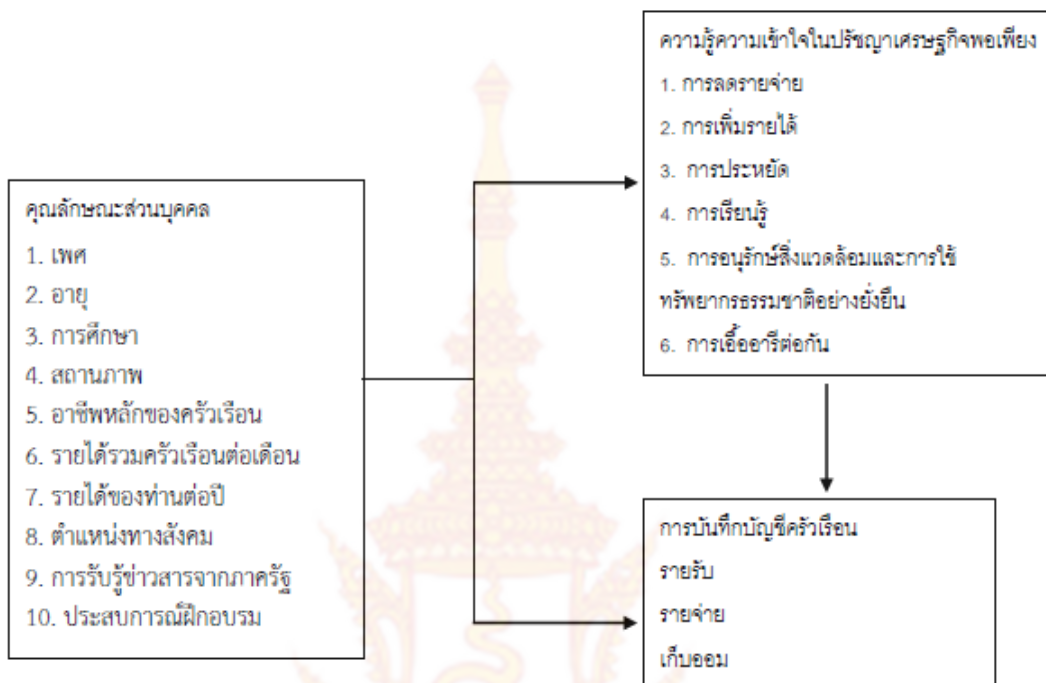 คุณลักษณะส่วนบุคคล
1. เพศ
2. อายุ
3. การศึกษา
4. สถานภาพ
5. อาชีพหลักของครัวเรือน
6. รายได้รวมครัวเรือนต่อเดือน
7. รายได้ของท่านต่อปี
8. ตำแหน่งทางสังคม
9. การรับรู้ข่าวสารจากภาครัฐ
10. ประสบการณ์ฝึกอบรม
ความรู้ความเข้าใจในปรัชญาเศรษฐกิจพอเพียง
1. การลดรายจ่าย
2. การเพิ่มรายได้
3. การประหยัด
4. การเรียนรู้
5. การอนุรักษ์สิ่งแวดล้อมและการใช้
ทรัพยากรธรรมชาติอย่างยั่งยืน
6. การเอื้ออารีต่อกัน
การบันทึกบัญชีครัวเรือน
รายรับ
รายจ่าย
เก็บออม